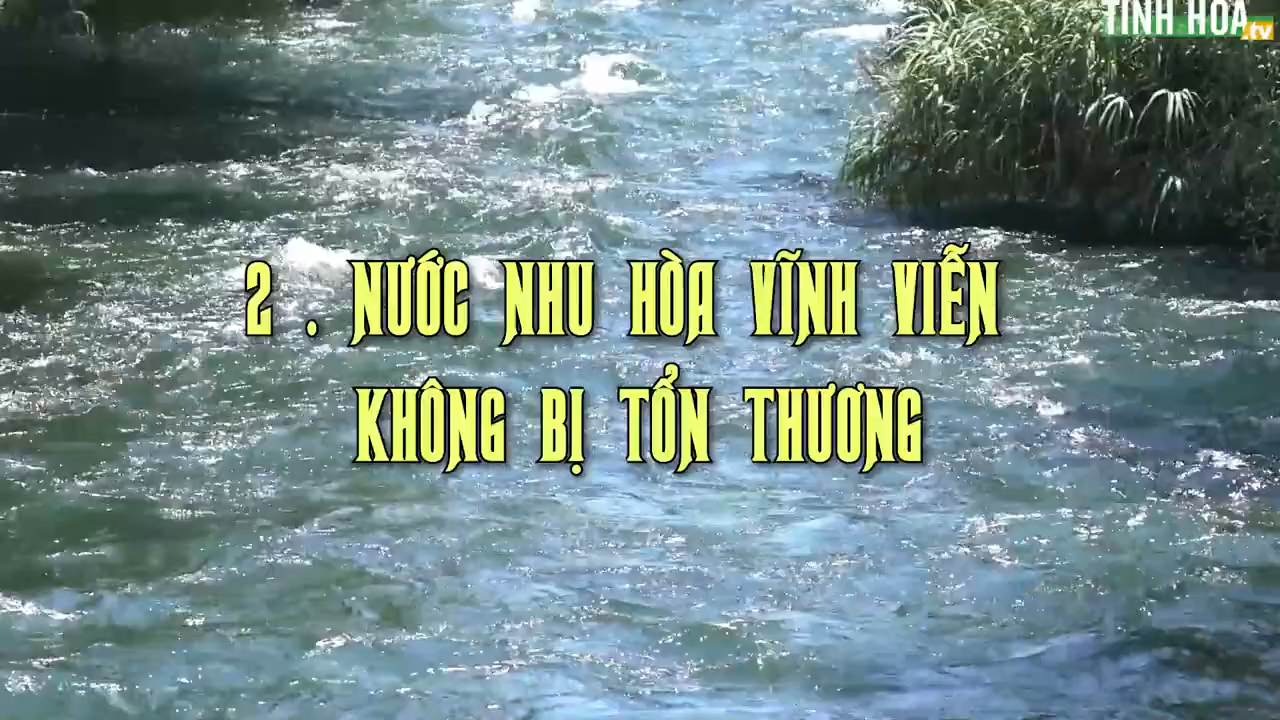 TINH HOA
.tv
2 . NƯỚC NHU HÒA VĨNH VIỄN
KHÔNG BỊ TỔN THƯƠNG